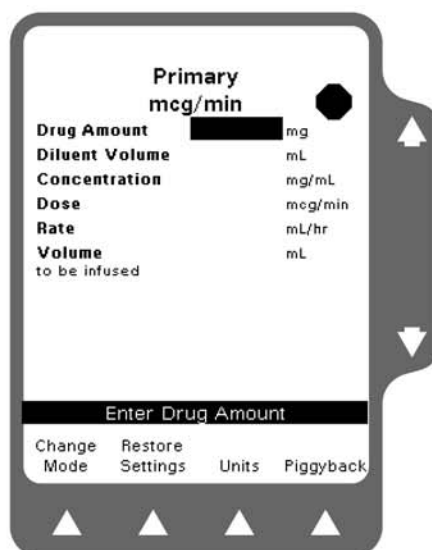 Primary
mcg/min
Drug Amount mg
Diluent Volume mL
Concentration mg/mL
Dose mcg/min
Rate mL/hr
Volume mL
to be infused
Enter Drug Amount
Change Restore
Mode Settings Units Piggyback